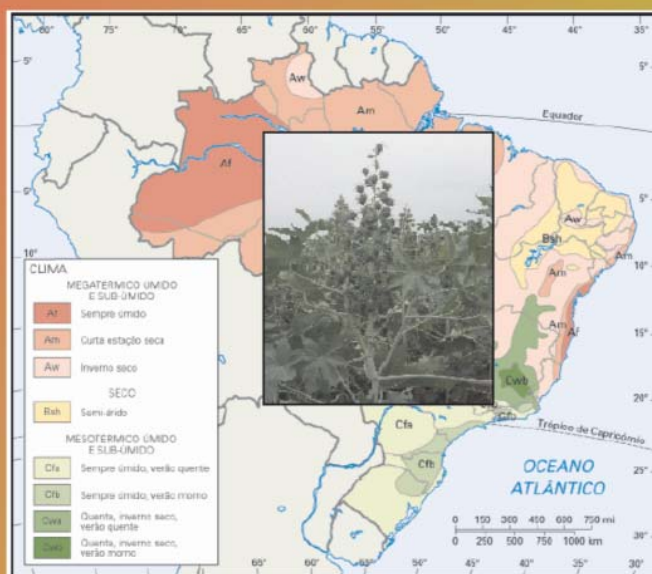 80° 75° 70° 65° 60° 55° 50° 45° 40° 35°
5° 5°
Aw
Am
Equador
0°
Af
5° 5°
Aw
Bsh
Am
10° 10°
Am
CLIMA
MEGATÉRMICO ÚMIDO
E SUB-ÚMIDO
Af Sempre úmido
Am Curta estação seca
Aw Inverno seco
SECO
Bsh Semi-árido
MESOTÉRMICO ÚMIDO
E SUB-ÚMIDO
Cfa Sempre úmido, verão quente
Cfb Sempre úmido, verão morno
Cwa Quente, inverno seco,
verão quente
Quente, inverno seco,
verão morno
Am Af
15°
Cwb
20°
Trópico de Capricórnio
Cfa
Cfb
25°
OCEANO
ATLÂNTICO
0 150 300 450 600 750 mi
0 250 500 750 1000 km
30°
65° 60° 55° 50° 45° 40° 35° 30°